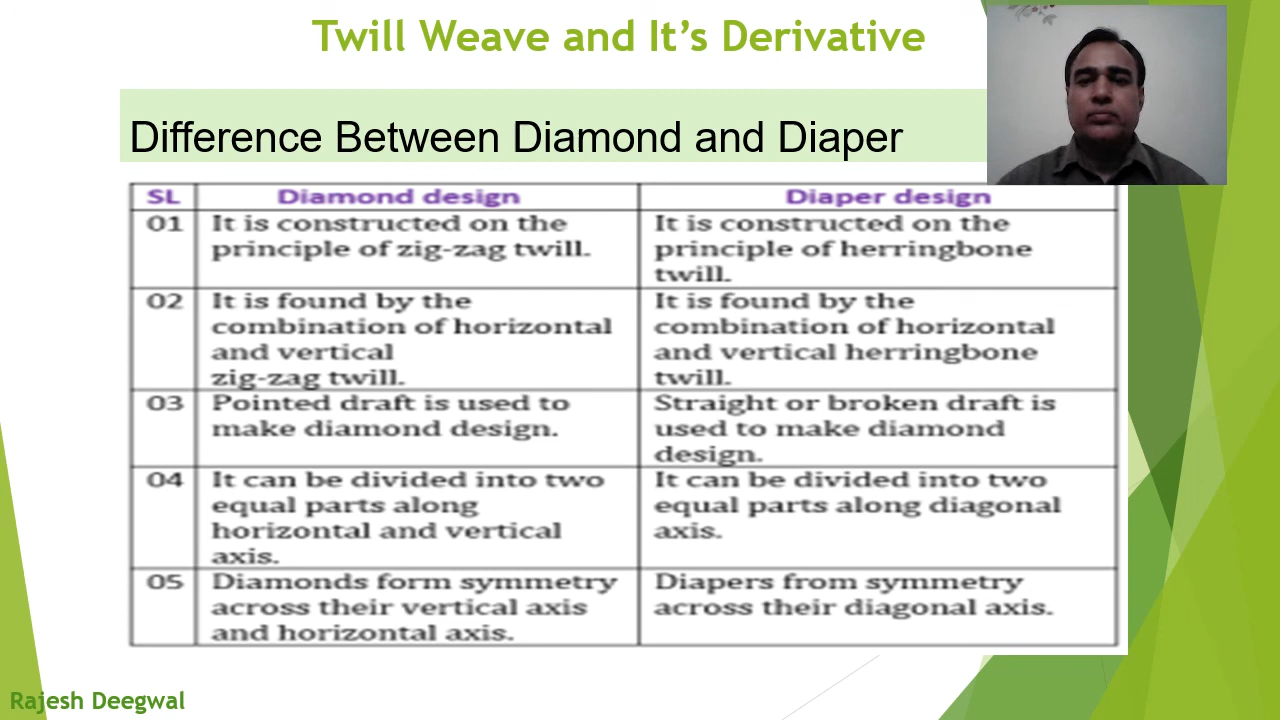 Twill Weave and It's Derivative
Difference Between Diamond and Diaper
SL Diamond design Diaper design
01 It is constructed on the
principle of zig-zag twill.
It is constructed on the
principle of herringbone
twill.
02 It is found by the
combination of horizontal
and vertical
zig-zag twill.
It is found by the
combination of horizontal
and vertical herringbone
twill.
03 Pointed draft is used to
make diamond design.
Straight or broken draft is
used to make diamond
design.
04 It can be divided into two
equal parts along
horizontal and vertical
axis.
It can be divided into two
equal parts along diagonal
axis.
05 Diamonds form symmetry
across their vertical axis
and horizontal axis.
Diapers from symmetry
across their diagonal axis.
Rajesh Deegwal